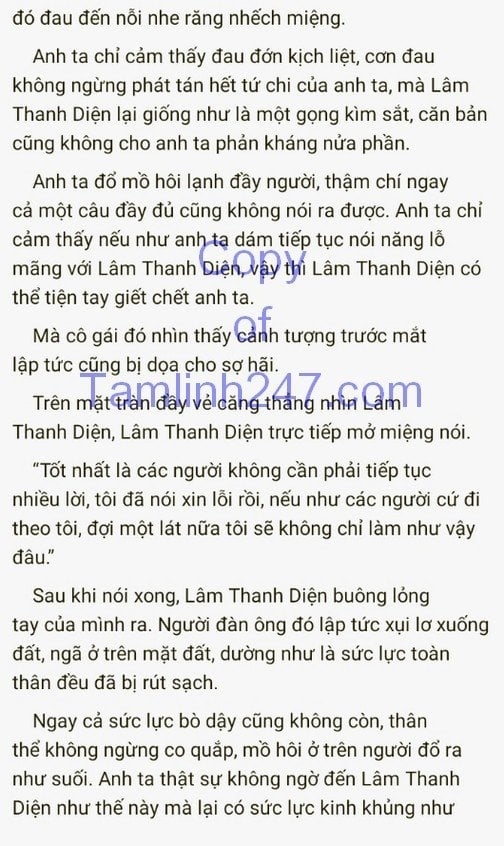 đó đau đến nỗi nhe răng nhếch miệng.
Anh ta chỉ cảm thấy đau đớn kịch liệt, cơn đau
không ngừng phát tán hết tứ chi của anh ta, mà Lâm
Thanh Diện lại giống như là một gọng kìm sắt, căn bản
cũng không cho anh ta phản kháng nửa phần.
Anh ta đổ mồ hôi lạnh đầy người, thậm chí ngay
cả một câu đầy đủ cũng không nói ra được. Anh ta chỉ
cảm thấy nếu như anh ta dám tiếp tục nói năng lỗ
mãng với Lâm Thanh Diện, vậy thì Lâm Thanh Diện có
thể tiện tay giết chết anh ta.
Mà cô gái đó nhìn thấy cảnh tượng trước mắt
lập tức cũng bị dọa cho sợ hãi.
Trên mặt tràn đầy vẻ căng thẳng nhìn Lâm
Thanh Diện, Lâm Thanh Diện trực tiếp mở miệng nói.
“Tốt nhất là các người không cần phải tiếp tục
nhiều lời, tôi đã nói xin lỗi rồi, nếu như các người cứ đi
theo tôi, đợi một lát nữa tôi sẽ không chỉ làm như vậy
đâu.”
Sau khi nói xong, Lâm Thanh Diện buông lỏng
tay của mình ra. Người đàn ông đó lập tức xụi lơ xuống
đất, ngã ở trên mặt đất, dường như là sức lực toàn
thân đều đã bị rút sạch.
Ngay cả sức lực bò dậy cũng không còn, thân
thể không ngừng co quắp, mồ hôi ở trên người đổ ra
như suối. Anh ta thật sự không ngờ đến Lâm Thanh
Diện như thế này mà lại có sức lực kinh khủng như
Copy
of
Tamlinh247.com